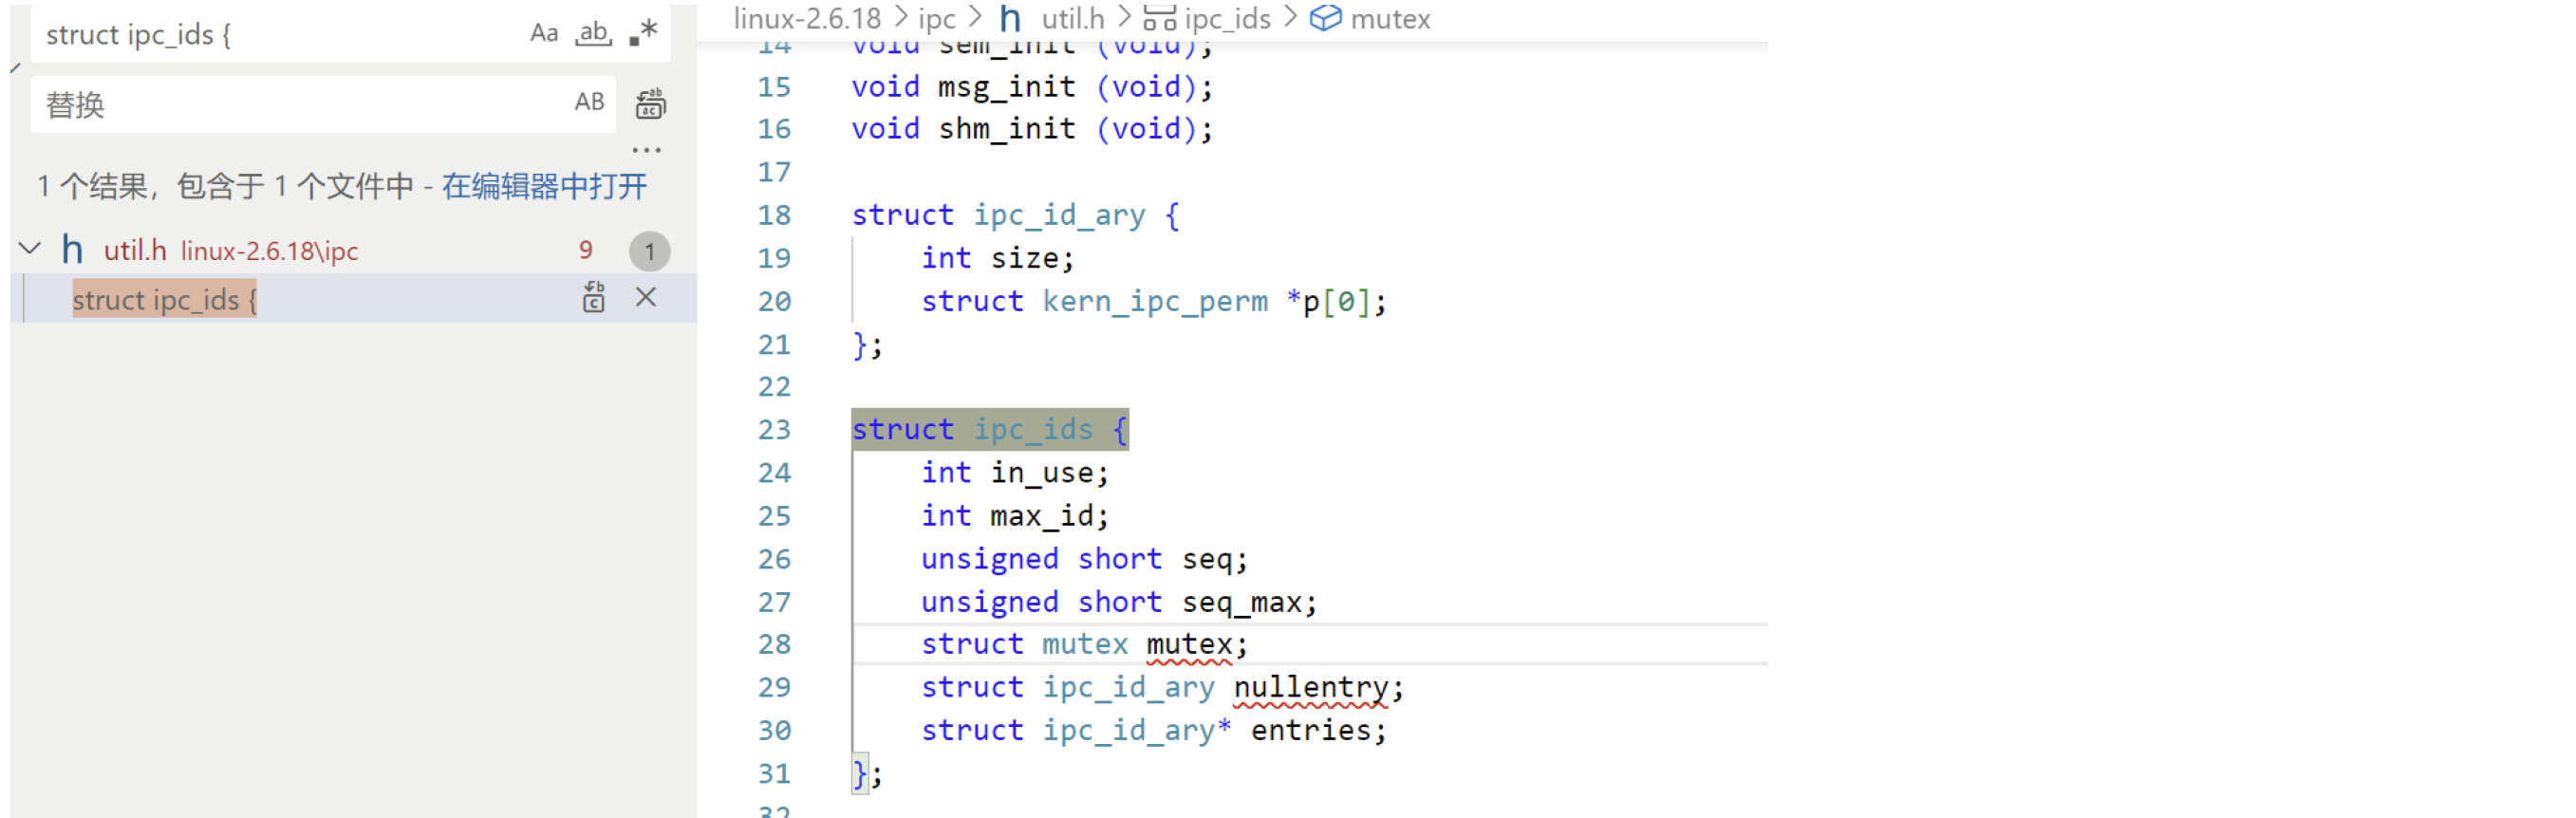 struct ipc_ids {
Aa ab .*
替换
AB
...
1 个结果，包含于 1 个文件中 - 在编辑器中打开
h util.h linux-2.6.18\ipc 9 1
struct ipc_ids {
linux-2.6.18 > ipc > h util.h > ipc_ids > mutex
14 void sem_init (void);
15 void msg_init (void);
16 void shm_init (void);
17
18 struct ipc_id_ary {
19 int size;
20 struct kern_ipc_perm *p[0];
21 };
22
23 struct ipc_ids {
24 int in_use;
25 int max_id;
26 unsigned short seq;
27 unsigned short seq_max;
28 struct mutex mutex;
29 struct ipc_id_ary nullentry;
30 struct ipc_id_ary* entries;
31 };
32